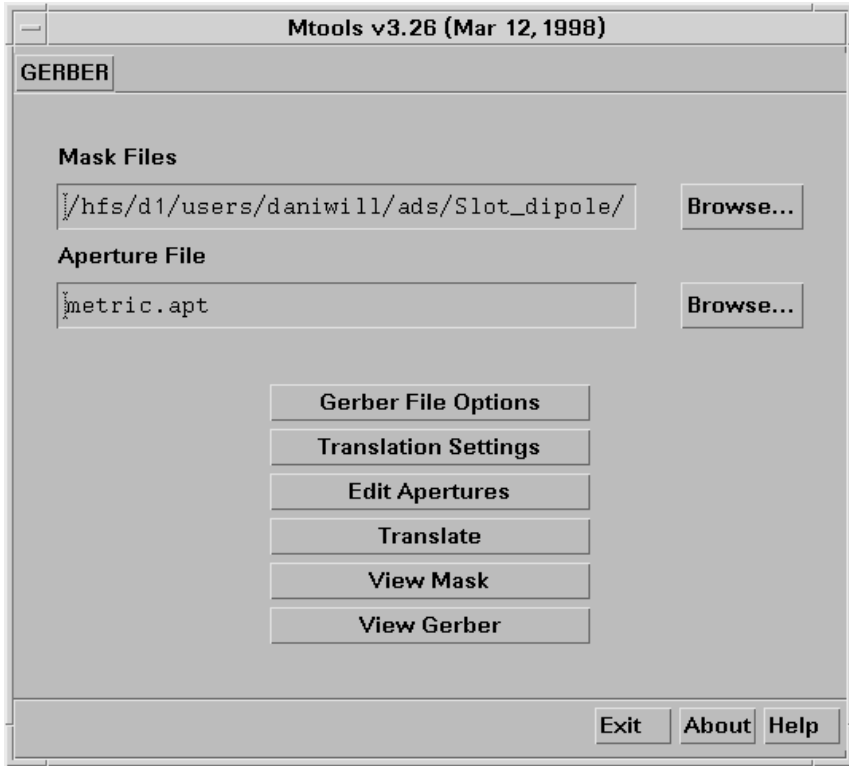 Mtools v3.26 (Mar 12, 1998)
GERBER
Mask Files
/hfs/d1/users/daniwill/ads/Slot_dipole/
Browse...
Aperture File
metric.apt
Browse...
Gerber File Options
Translation Settings
Edit Apertures
Translate
View Mask
View Gerber
Exit About Help